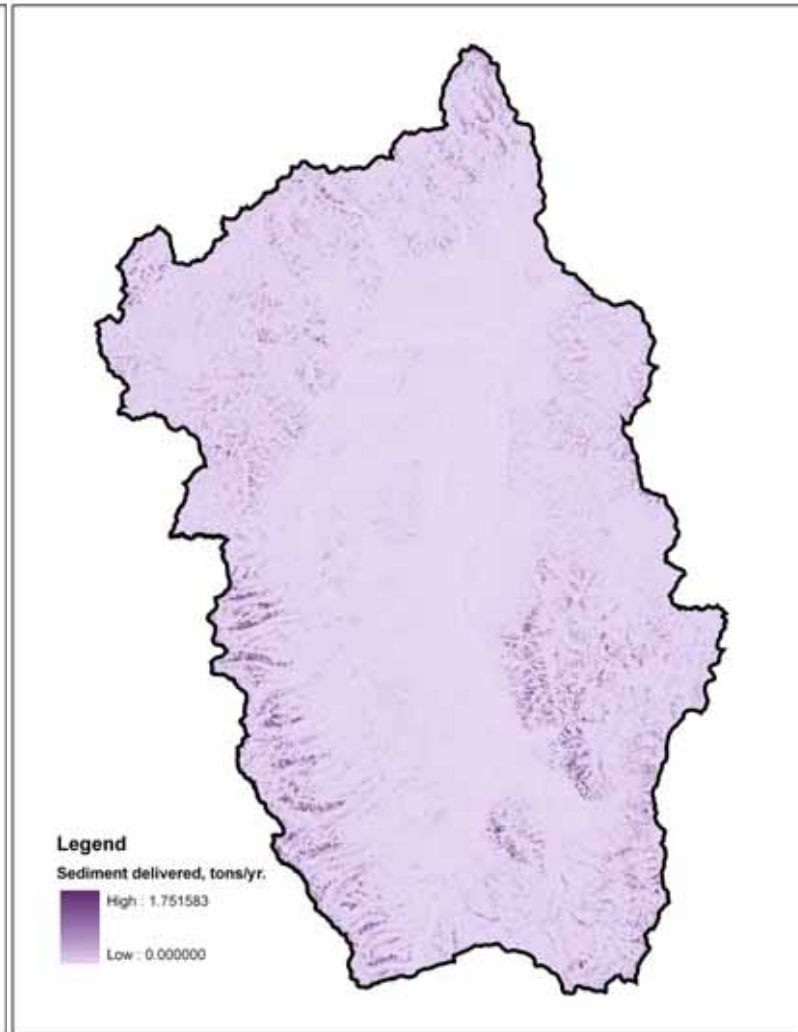 Legend
Sediment delivered, tons/yr.
High : 1.751583
Low : 0.000000